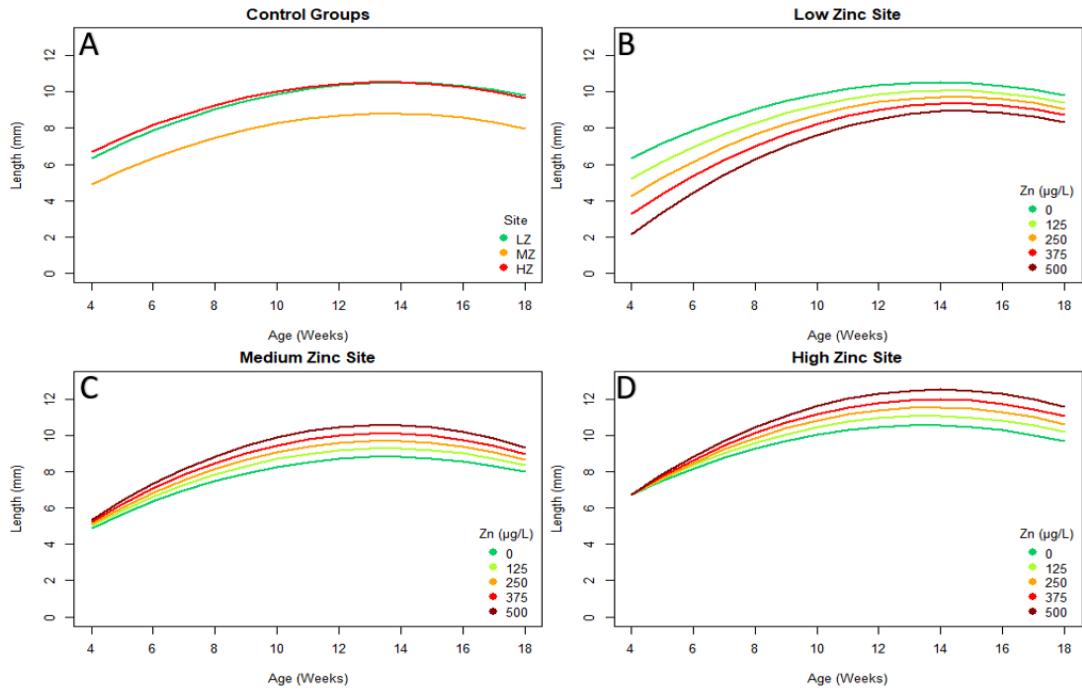 Control Groups
A
Length (mm)
12
10
8
6
4
2
0
Site
LZ
MZ
HZ
4 6 8 10 12 14 16 18
Age (Weeks)
Low Zinc Site
B
Length (mm)
12
10
8
6
4
2
0
Zn (µg/L)
0
125
250
375
500
4 6 8 10 12 14 16 18
Age (Weeks)
Medium Zinc Site
C
Length (mm)
12
10
8
6
4
2
0
Zn (µg/L)
0
125
250
375
500
4 6 8 10 12 14 16 18
Age (Weeks)
High Zinc Site
D
Length (mm)
12
10
8
6
4
2
0
Zn (µg/L)
0
125
250
375
500
4 6 8 10 12 14 16 18
Age (Weeks)